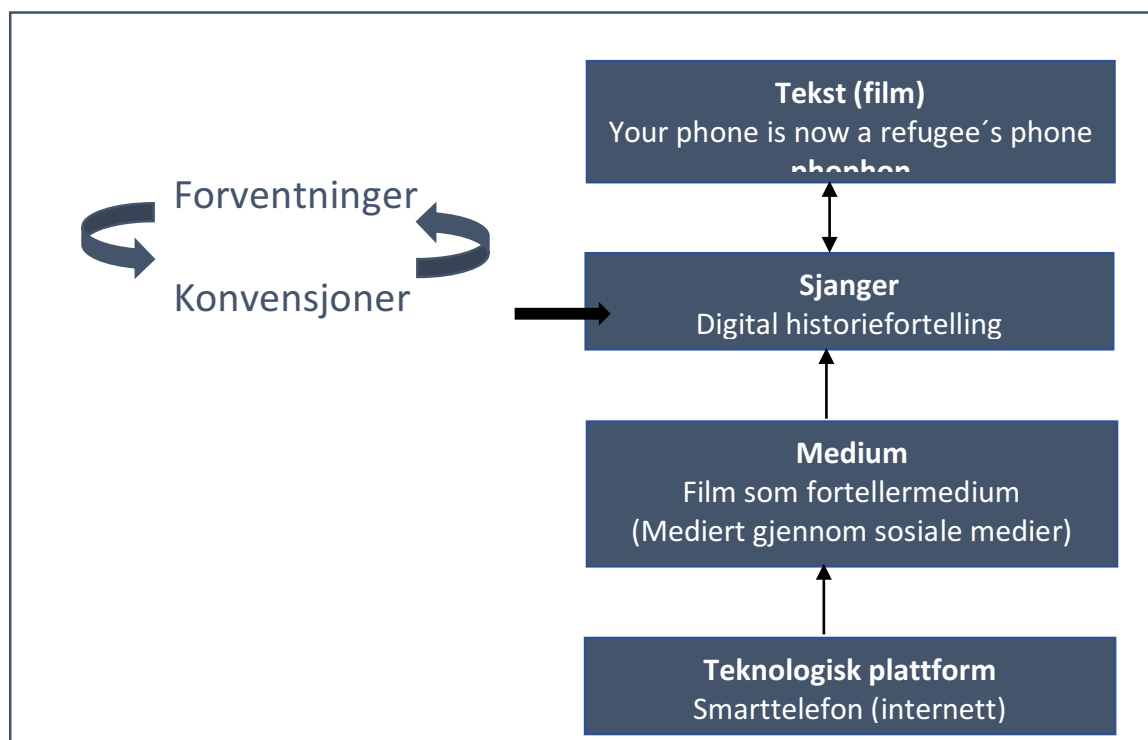 Tekst (film)
Your phone is now a refugee´s phone
phophon
Forventninger
Konvensjoner
Sjanger
Digital historiefortelling
Medium
Film som fortellermedium
(Mediert gjennom sosiale medier)
Teknologisk plattform
Smarttelefon (internett)